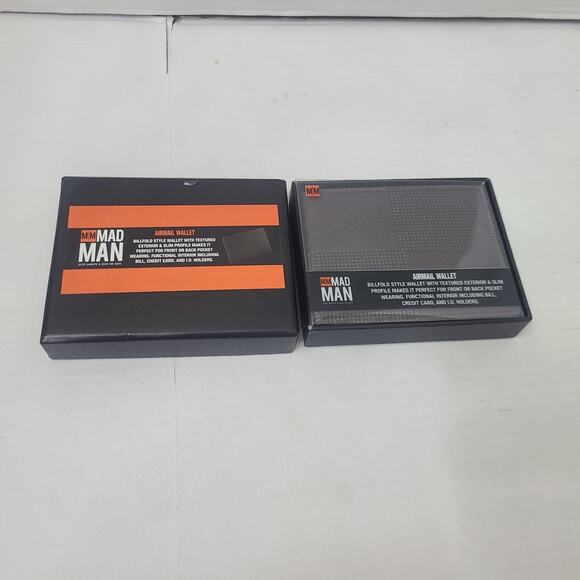 M|M MAD
MAN
AIRMAIL WALLET
BILLFOLD STYLE WALLET WITH TEXTURED
EXTERIOR & SLIM PROFILE MAKES IT
PERFECT FOR FRONT OR BACK POCKET
WEARING. FUNCTIONAL INTERIOR INCLUDING
BILL, CREDIT CARD, AND I.D. HOLDERS.
M|M
M|M MAD
MAN
AIRMAIL WALLET
BILLFOLD STYLE WALLET WITH TEXTURED EXTERIOR & SLIM
PROFILE MAKES IT PERFECT FOR FRONT OR BACK POCKET
WEARING. FUNCTIONAL INTERIOR INCLUDING BILL,
CREDIT CARD, AND I.D. HOLDERS.